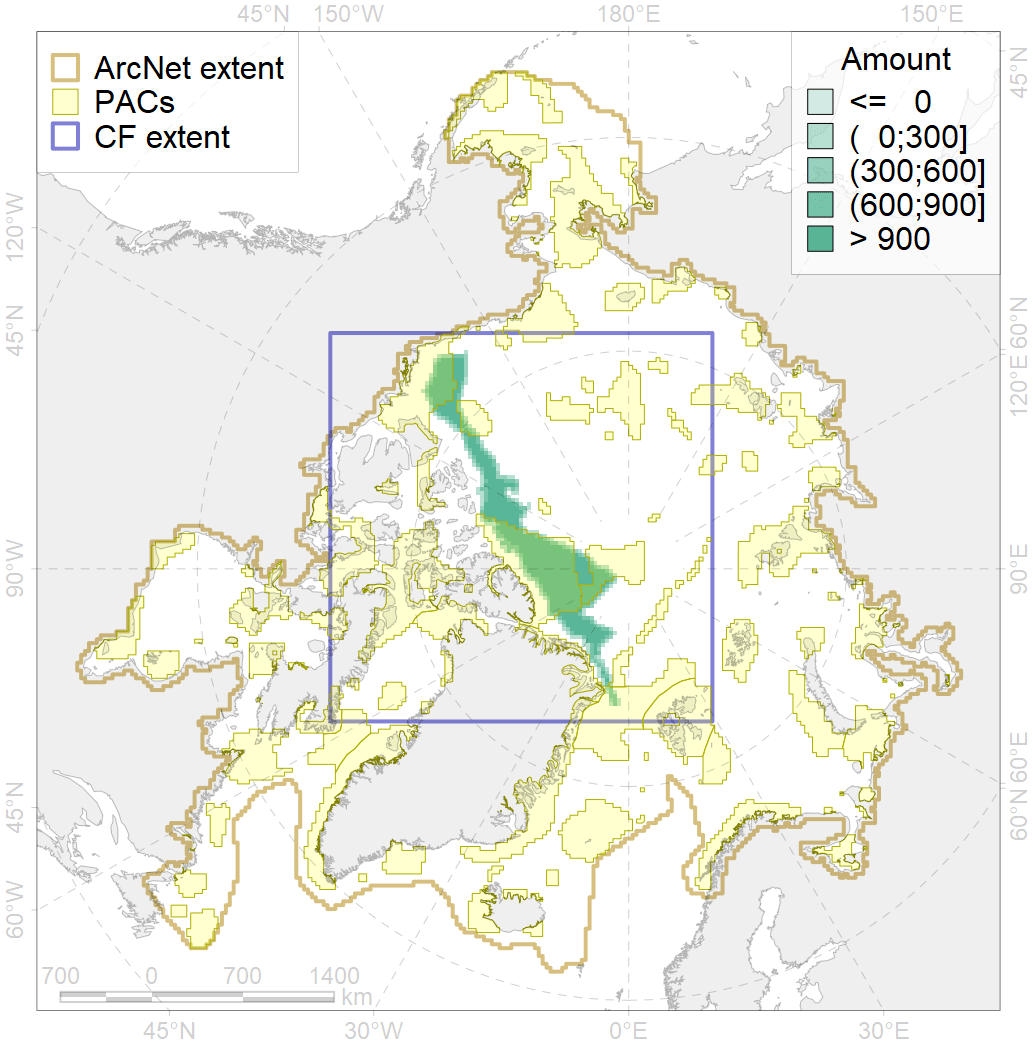 45°N 150°W 180°E 150°E
ArcNet extent
PACs
CF extent
Amount
<= 0
( 0;300]
(300;600]
(600;900]
> 900
45°N
120°W
45°N
90°W
45°N
60°W
60°N
120°E
90°E
60°E
60°N
700 0 700 1400
km
45°N 30°W 0°E 30°E